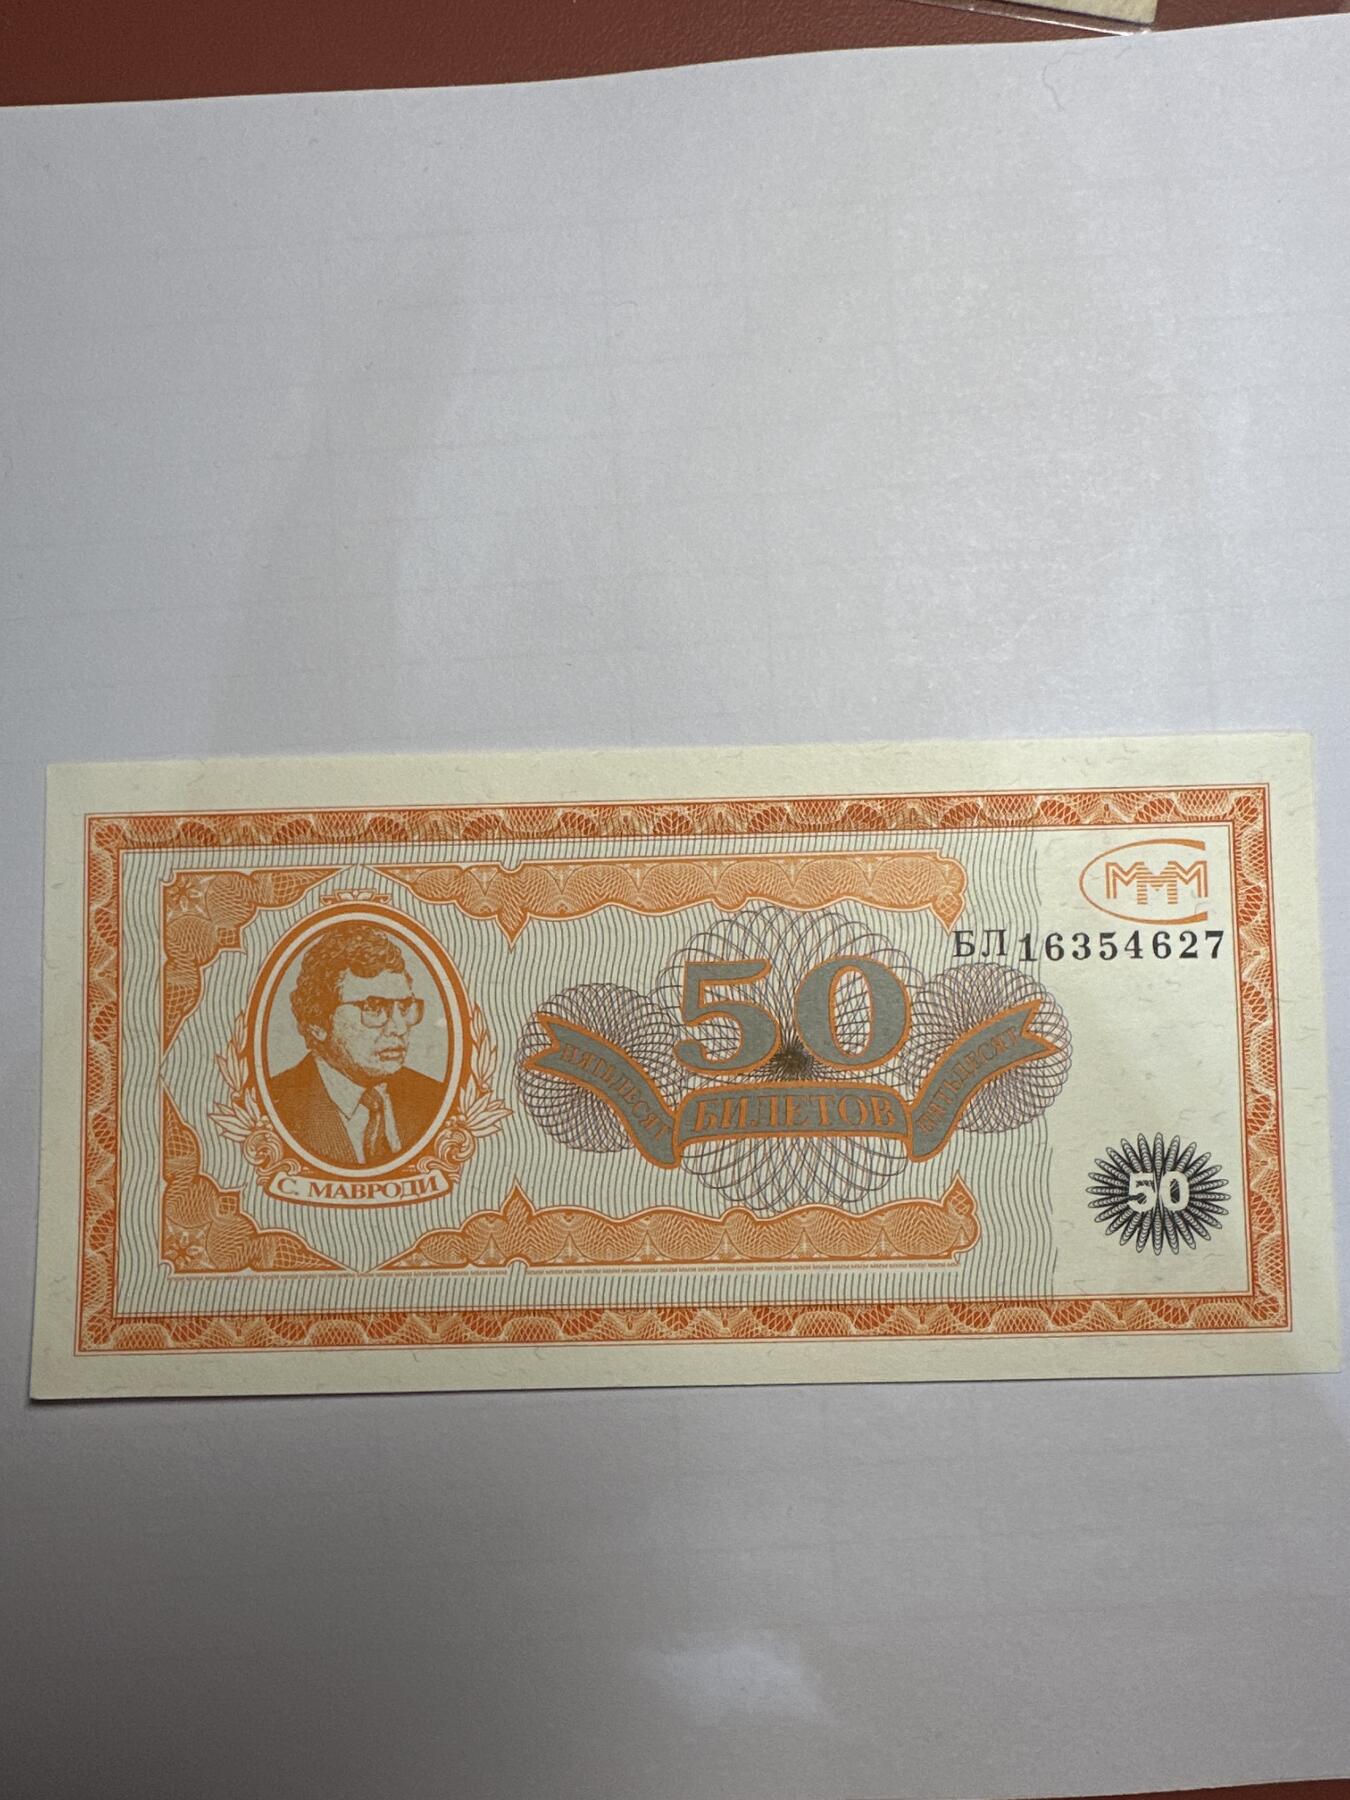 МММ
БЛ 16354627
50
ПЯТЬДЕСЯТ БИЛЕТОВ ПЯТЬДЕСЯТ
С. МАВРОДИ
50